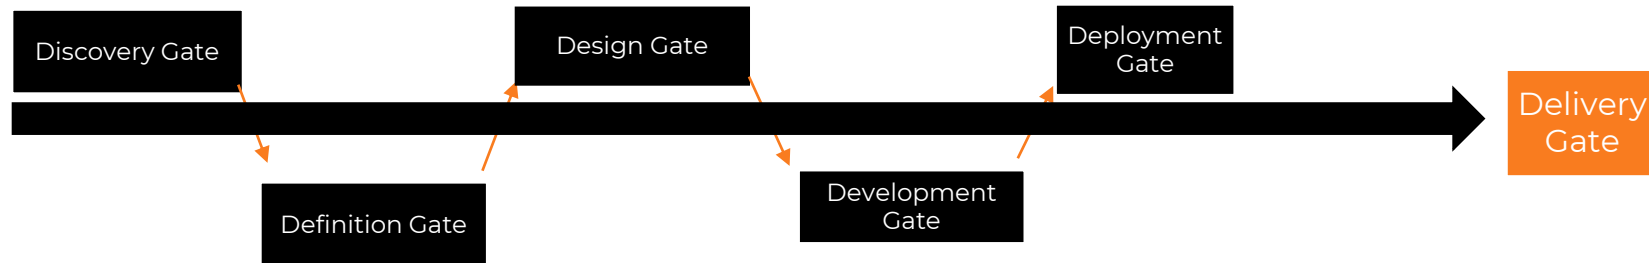 Discovery Gate
Definition Gate
Design Gate
Development
Gate
Deployment
Gate
Delivery
Gate